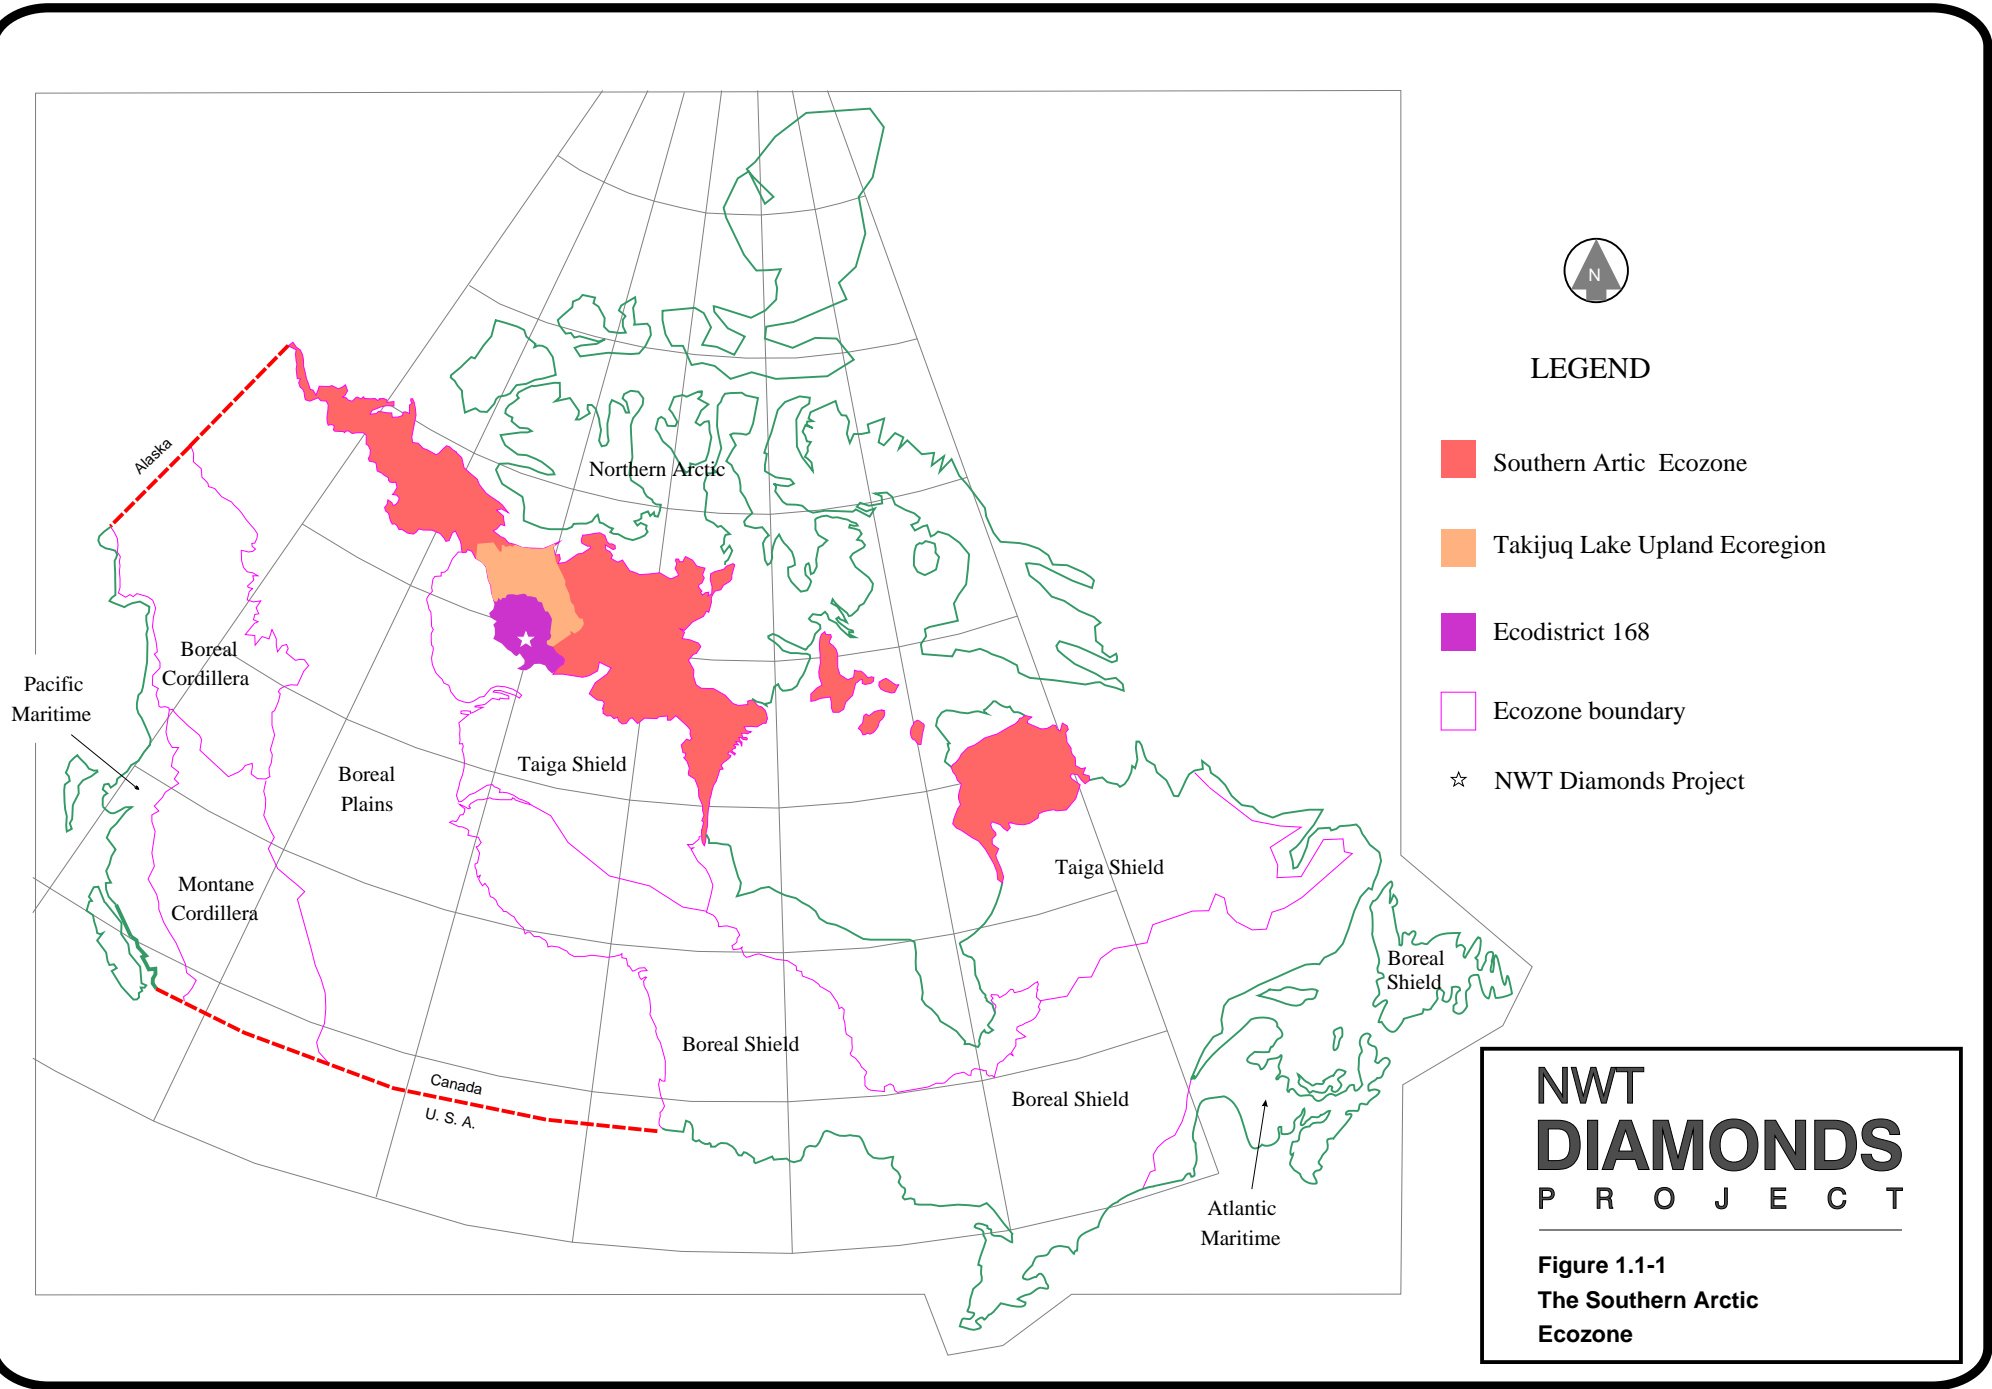 N
LEGEND
Southern Artic Ecozone
Takijuq Lake Upland Ecoregion
Ecodistrict 168
Ecozone boundary
NWT Diamonds Project
Alaska
Northern Arctic
Boreal
Cordillera
Pacific
Maritime
Taiga Shield
Boreal
Plains
Montane
Cordillera
Taiga Shield
Boreal
Shield
Boreal Shield
Canada
U. S. A.
Boreal Shield
Atlantic
Maritime
NWT
DIAMONDS
PROJECT
Figure 1.1-1
The Southern Arctic
Ecozone